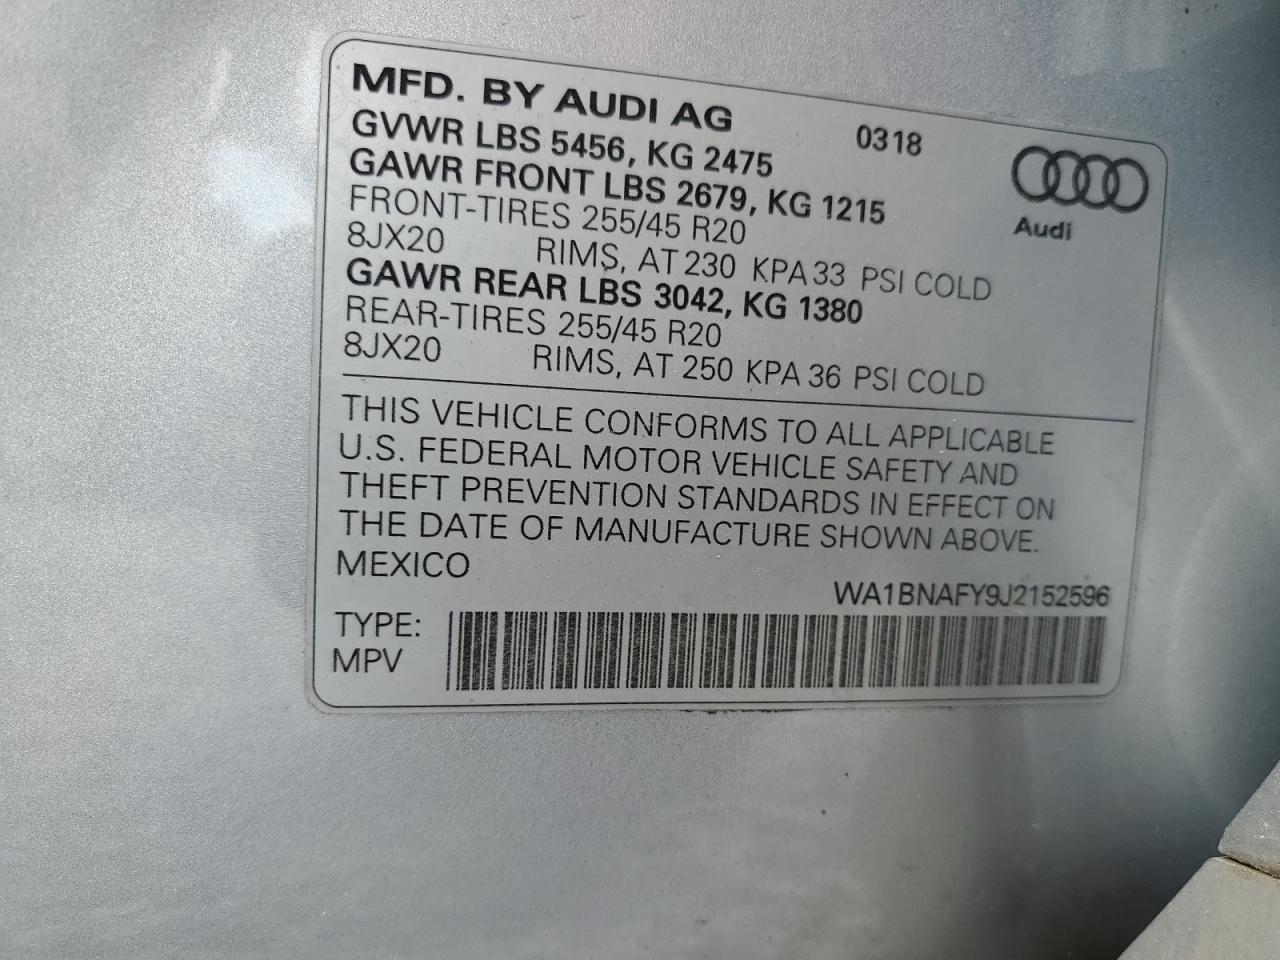 MFD. BY AUDI AG 0318
GVWR LBS 5456, KG 2475
GAWR FRONT LBS 2679, KG 1215
Audi
FRONT-TIRES 255/45 R20
8JX20 RIMS, AT 230 KPA 33 PSI COLD
GAWR REAR LBS 3042, KG 1380
REAR-TIRES 255/45 R20
8JX20 RIMS, AT 250 KPA 36 PSI COLD
THIS VEHICLE CONFORMS TO ALL APPLICABLE
U.S. FEDERAL MOTOR VEHICLE SAFETY AND
THEFT PREVENTION STANDARDS IN EFFECT ON
THE DATE OF MANUFACTURE SHOWN ABOVE.
MEXICO
WA1BNAFY9J2152596
TYPE:
MPV